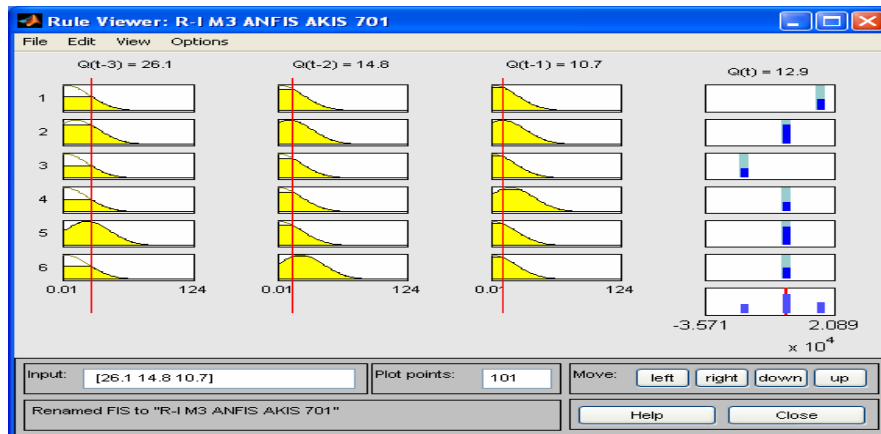 Rule Viewer: R-I M3 ANFIS AKIS 701
File Edit View Options
Q(t-3) = 26.1 Q(t-2) = 14.8 Q(t-1) = 10.7 Q(t) = 12.9
1
2
3
4
5
6
0.01 124 0.01 124 0.01 124
-3.571 2.089
x 10^4
Input: [26.1 14.8 10.7] Plot points: 101 Move: left right down up
Renamed FIS to "R-I M3 ANFIS AKIS 701" Help Close